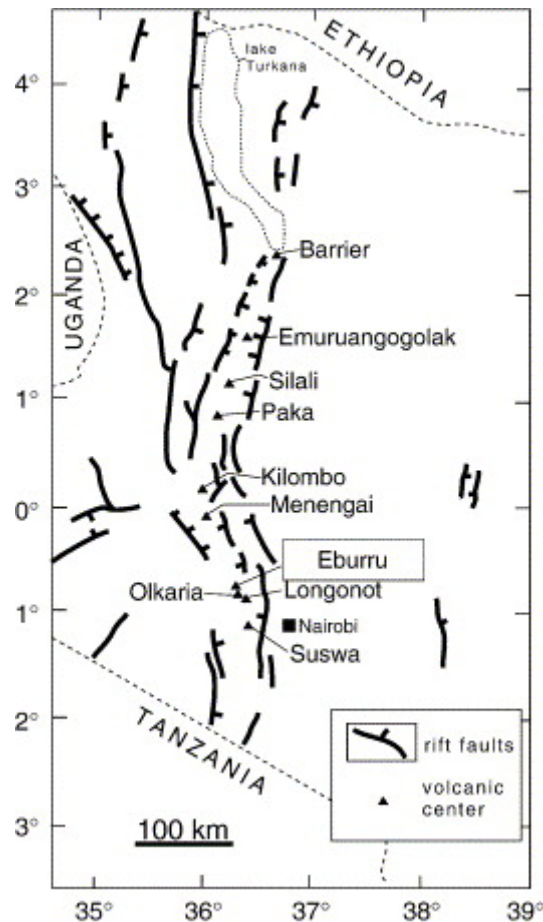 ETHIOPIA
lake
Turkana
4°
3°
Barrier
UGANDA
2°
Emuruangogolak
Silali
1°
Paka
Kilombo
0°
Menengai
Eburru
Olkaria
Longonot
1°
Nairobi
Suswa
TANZANIA
2°
rift faults
volcanic
center
100 km
3°
35°
36°
37°
38°
39°